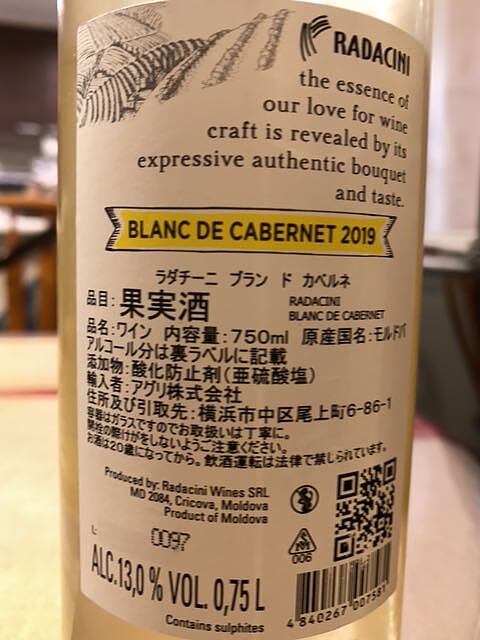 RADACINI
the essence of
our love for wine
craft is revealed by its
expressive authentic bouquet
and taste.
BLANC DE CABERNET 2019
ラダチーニ ブラン ド カベルネ
品目:果実酒
RADACINI
BLANC DE CABERNET
品名:ワイン 内容量:750ml 原産国名:モルドバ
アルコール分は裏ラベルに記載
添加物:酸化防止剤(亜硫酸塩)
輸入者:アグリ株式会社
住所及び引取先:横浜市中区尾上町6-86-1
容器はガラスですのでお取扱いは丁寧に。
開栓の際けがをしないようご注意ください。
お酒は20歳になってから。飲酒運転は法律で禁じられています。
Produced by: Radacini Wines SRL
MD 2084, Cricova, Moldova
Product of Moldova
L:
0097
006
ALC.13,0 % VOL. 0,75 L
Contains sulphites
4 840267 007581